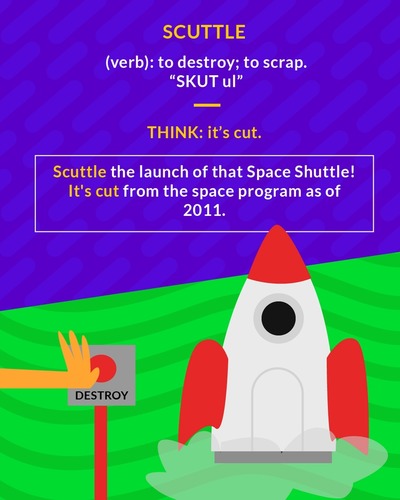 SCUTTLE
(verb): to destroy; to scrap.
“SKUT ul”
THINK: it’s cut.
Scuttle the launch of that Space Shuttle!
It's cut from the space program as of
2011.
DESTROY